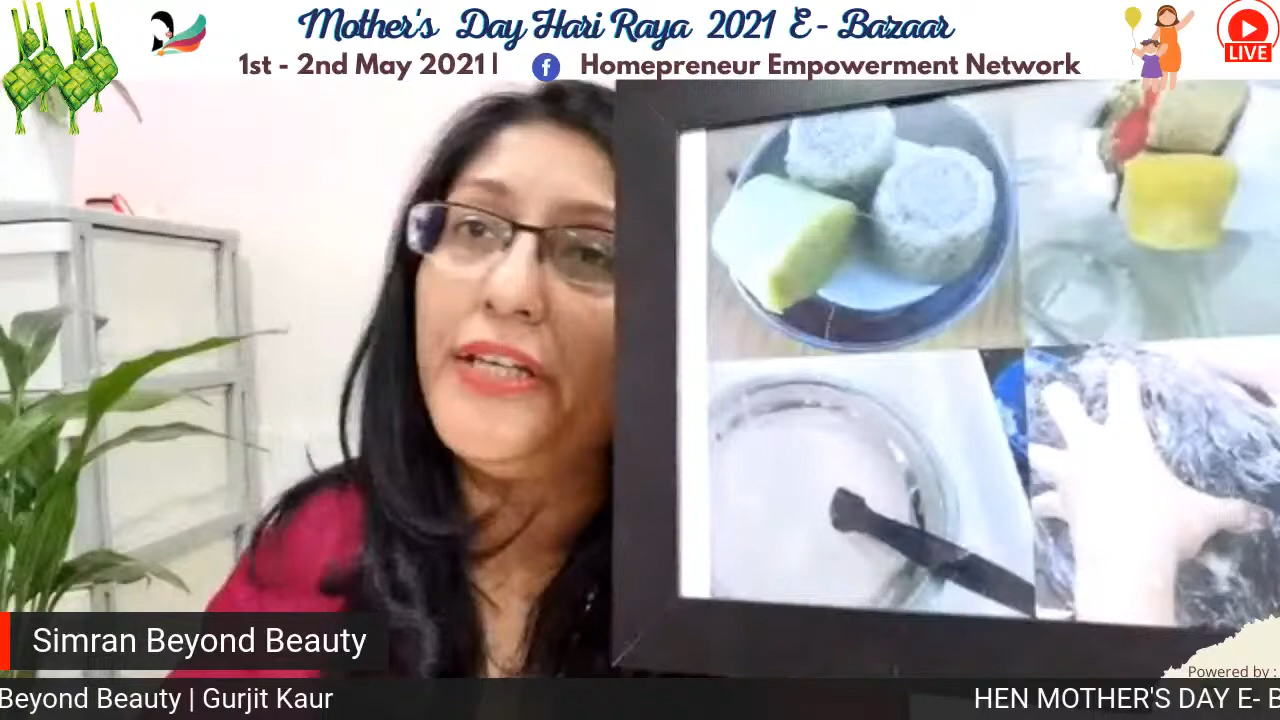 Mother's Day Hari Raya 2021 E - Bazaar
1st - 2nd May 2021 | f Homepreneur Empowerment Network
LIVE
Simran Beyond Beauty
Powered by :
Beyond Beauty | Gurjit Kaur
HEN MOTHER'S DAY E- B